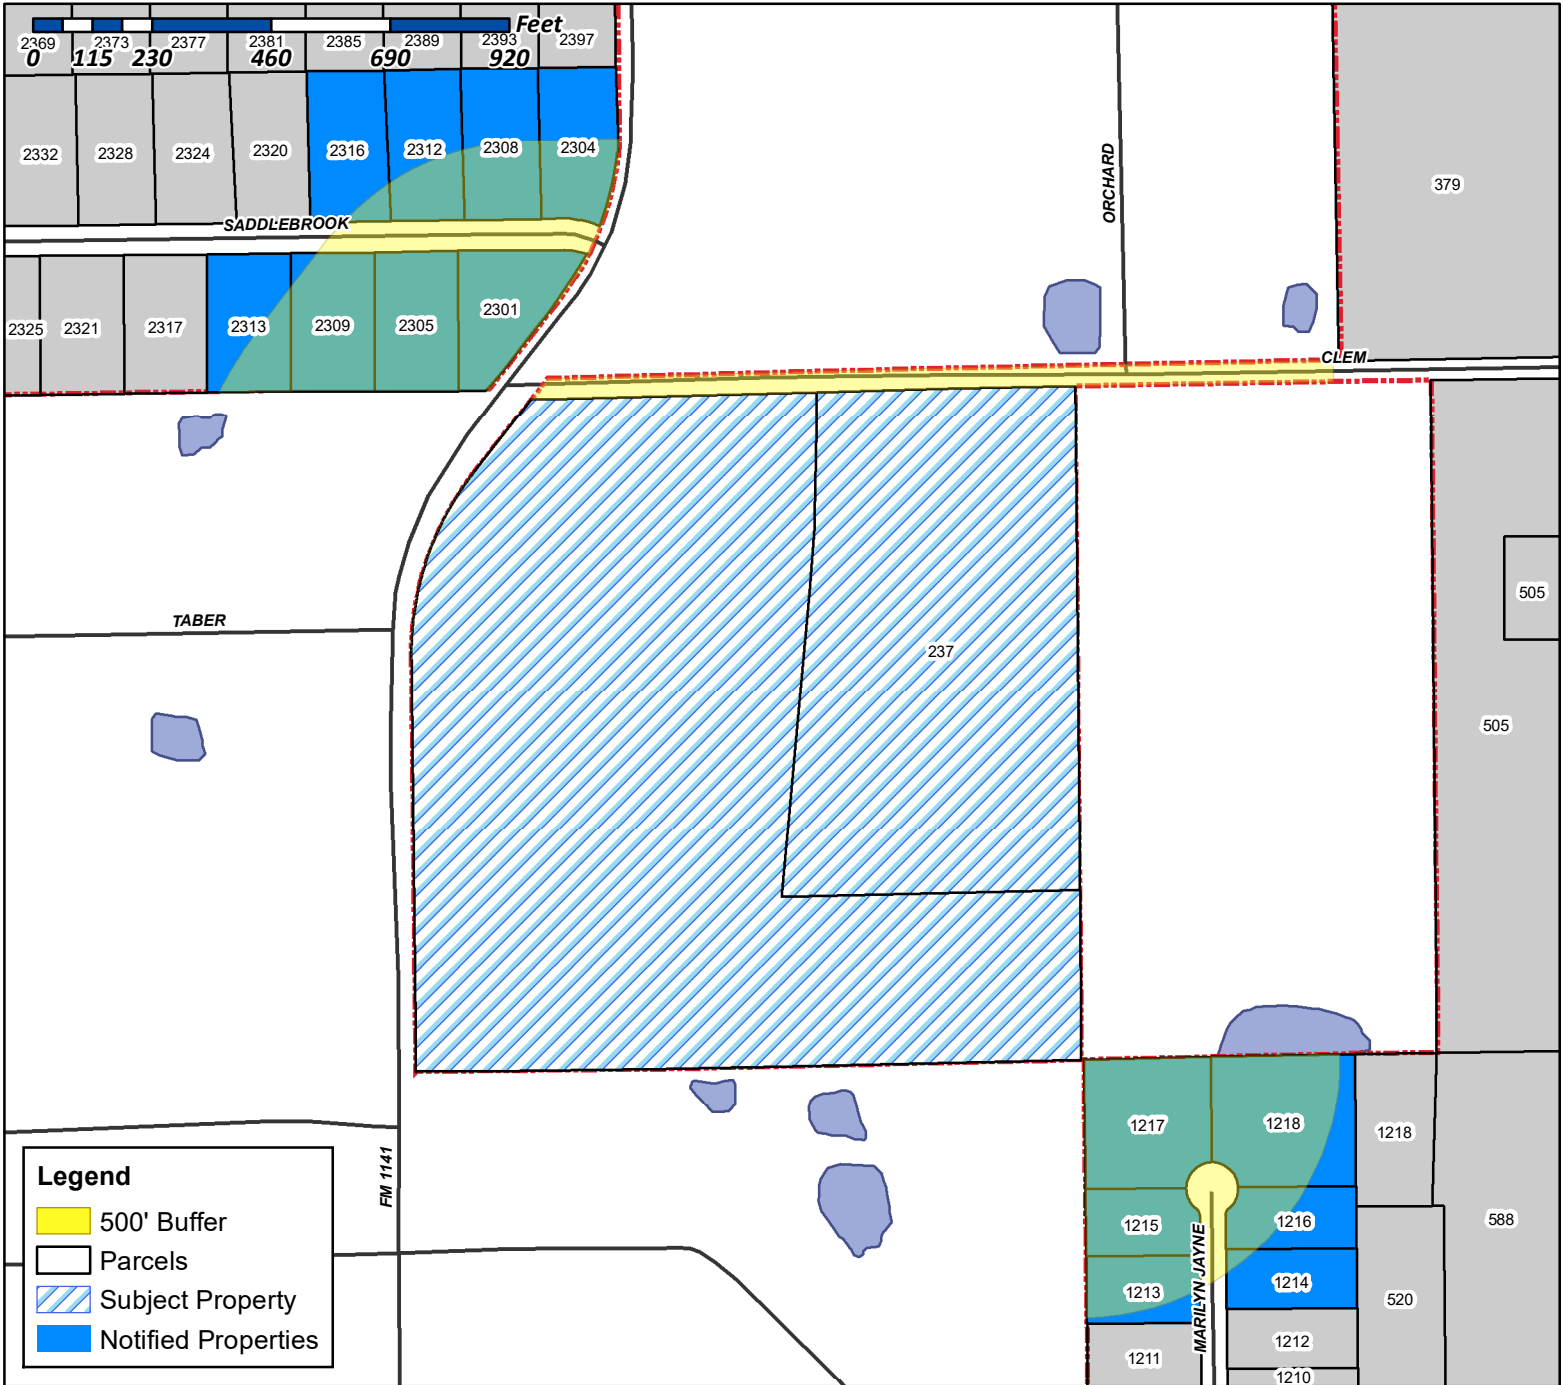 Feet
2369 2373 2377 2381 2385 2389 2393 2397
0 115 230 460 690 920
2332 2328 2324 2320 2316 2312 2308 2304
379
ORCHARD
SADDLEBROOK
2325 2321 2317 2313 2309 2305 2301
CLEM
505
TABER
237
505
1217 1218 1218
FM 1141
Legend
500' Buffer
Parcels
Subject Property
Notified Properties
1215 1216 588
MARILYN JAYNE
1213 1214 520
1211 1212
1210